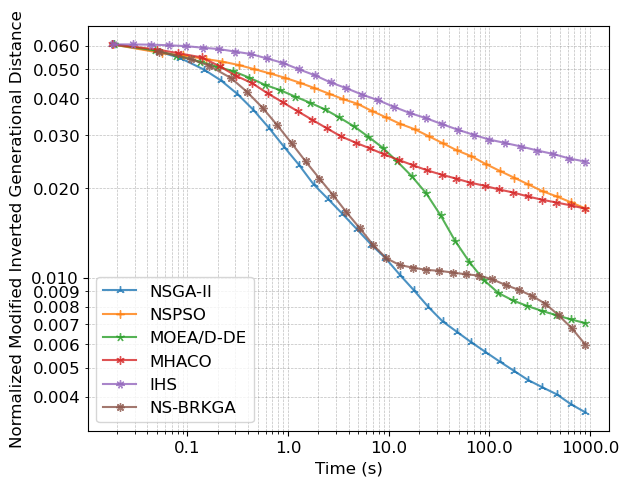 Normalized Modified Inverted Generational Distance
0.060
0.050
0.040
0.030
0.020
0.010
0.009
0.008
0.007
0.006
0.005
0.004
NSGA-II
NSPSO
MOEA/D-DE
MHACO
IHS
NS-BRKGA
0.1
1.0
10.0
100.0
1000.0
Time (s)